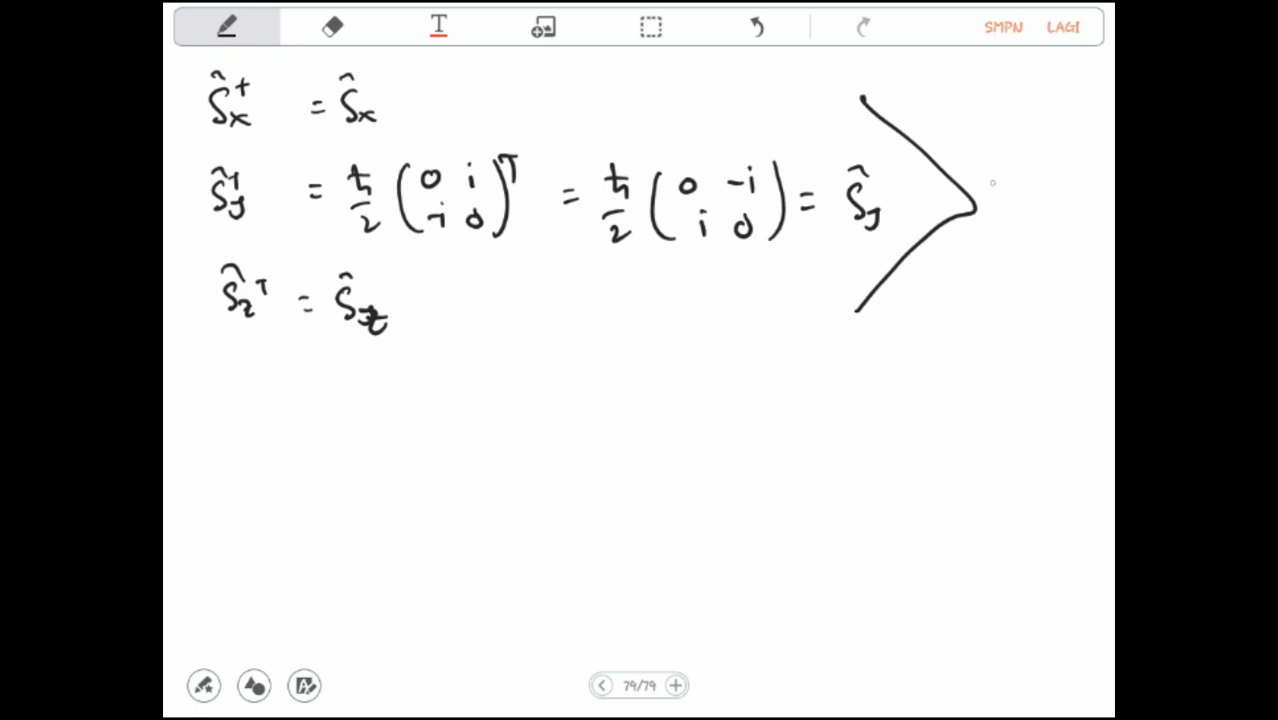 SMPN LAGI
Ŝₓ† = Ŝₓ
Ŝy† = ħ/2 (0 i; -i 0)ᵀ = ħ/2 (0 -i; i 0) = Ŝy
Ŝz† = Ŝz
79/79